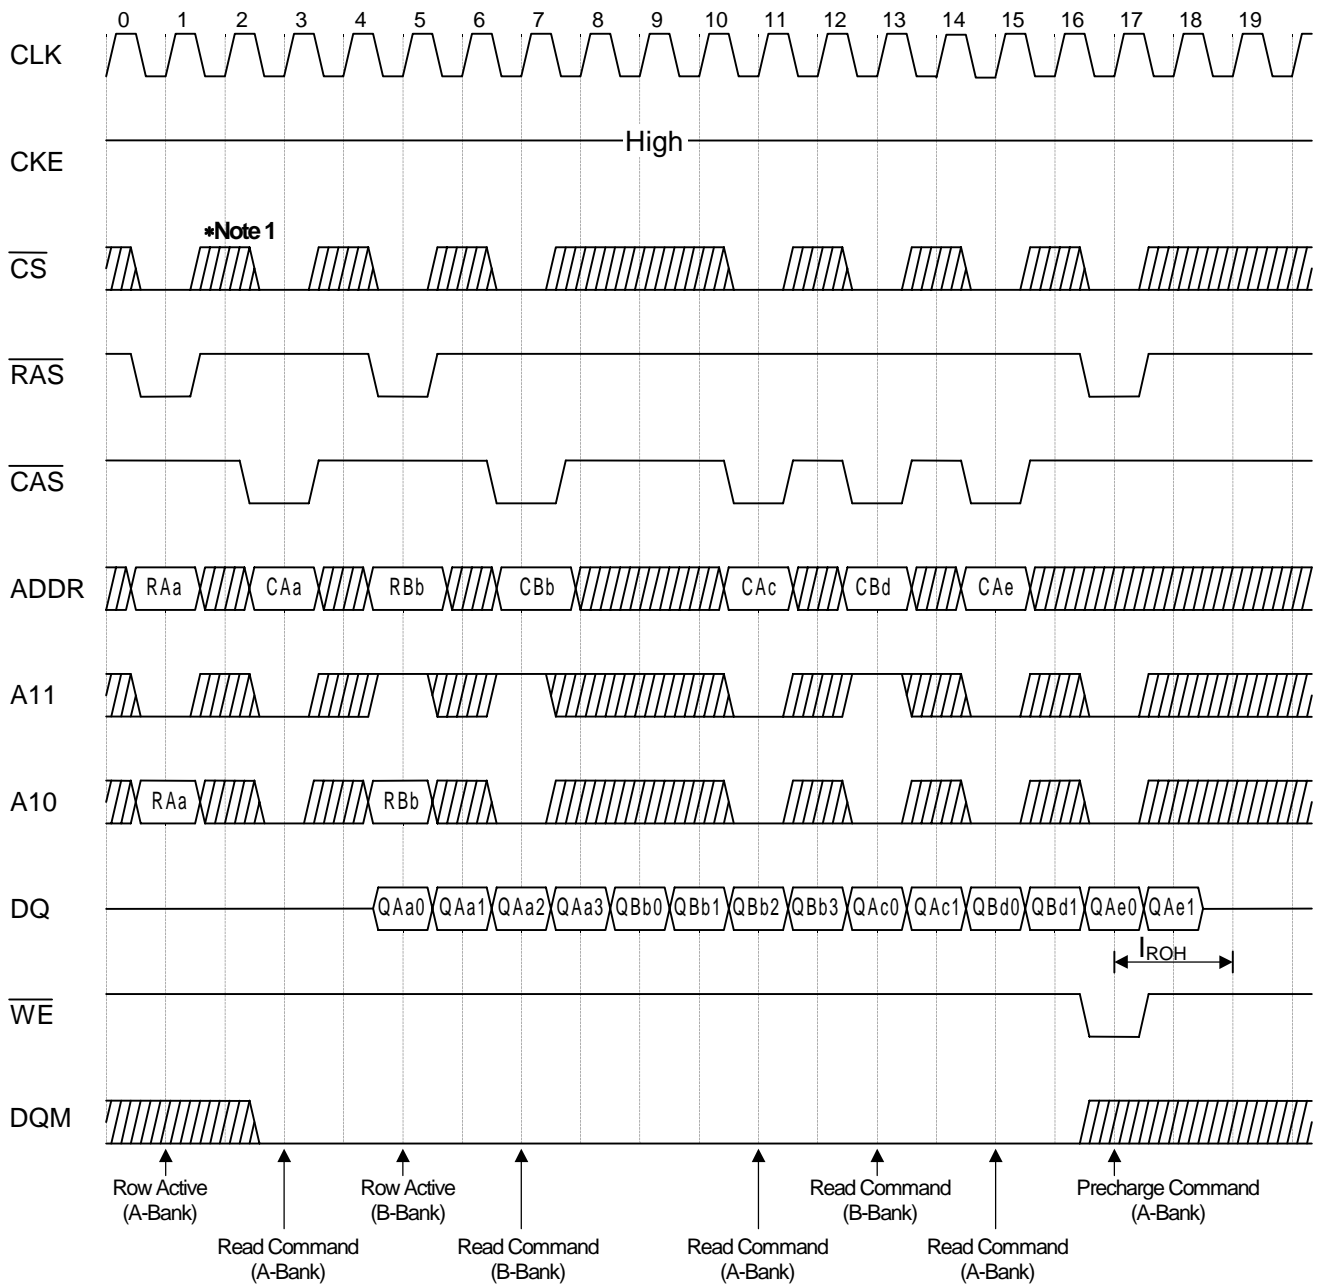 0 1 2 3 4 5 6 7 8 9 10 11 12 13 14 15 16 17 18 19
CLK
CKE
High
*Note 1
CS
RAS
CAS
ADDR RAa CAa RBb CBb CAc CBd CAe
A11
A10 RAa RBb
DQ QAa0 QAa1 QAa2 QAa3 QBb0 QBb1 QBb2 QBb3 QAc0 QAc1 QBd0 QBd1 QAe0 QAe1
IROH
WE
DQM
Row Active Row Active Read Command Precharge Command
(A-Bank) (B-Bank) (B-Bank) (A-Bank)
Read Command Read Command Read Command Read Command
(A-Bank) (B-Bank) (A-Bank) (A-Bank)